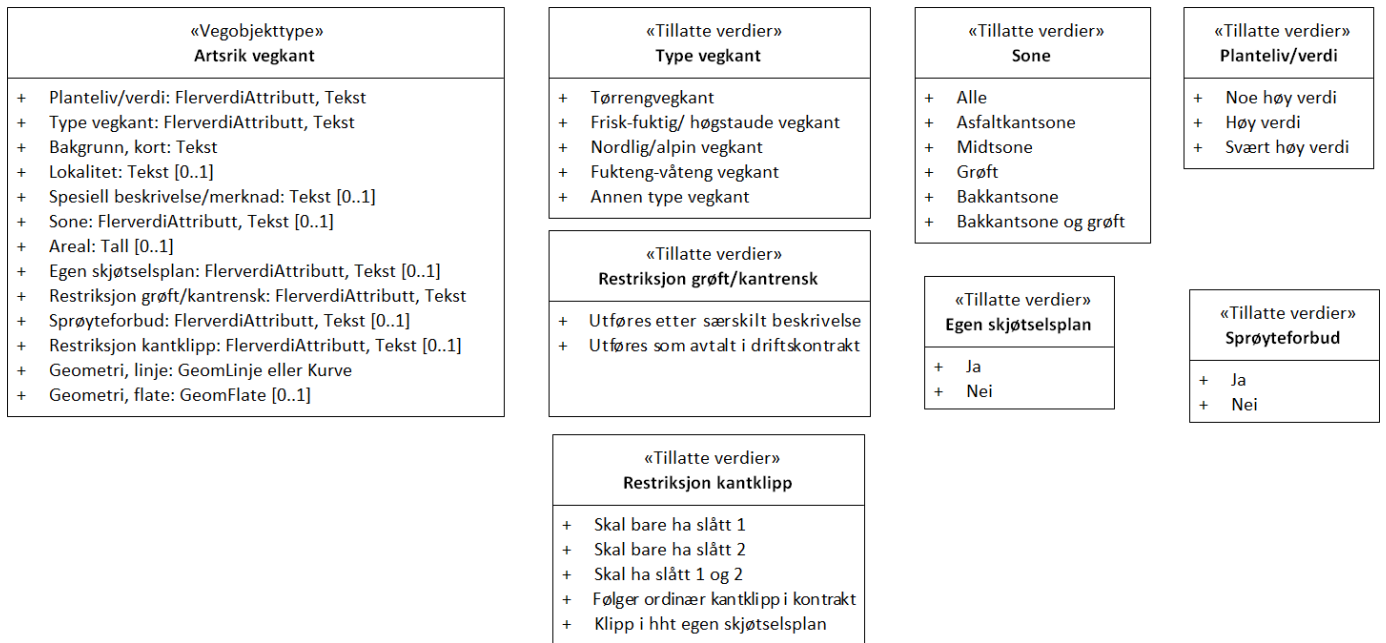 «Vegobjekttype»
Artsrik vegkant
+ Planteliv/verdi: FlerverdiAttributt, Tekst
+ Type vegkant: FlerverdiAttributt, Tekst
+ Bakgrunn, kort: Tekst
+ Lokalitet: Tekst [0..1]
+ Spesiell beskrivelse/merknad: Tekst [0..1]
+ Sone: FlerverdiAttributt, Tekst [0..1]
+ Areal: Tall [0..1]
+ Egen skjøtselsplan: FlerverdiAttributt, Tekst [0..1]
+ Restriksjon grøft/kantrensk: FlerverdiAttributt, Tekst
+ Sprøyteforbud: FlerverdiAttributt, Tekst [0..1]
+ Restriksjon kantklipp: FlerverdiAttributt, Tekst [0..1]
+ Geometri, linje: GeomLinje eller Kurve
+ Geometri, flate: GeomFlate [0..1]
«Tillatte verdier»
Type vegkant
+ Tørrengvegkant
+ Frisk-fuktig/ høgstaude vegkant
+ Nordlig/alpin vegkant
+ Fukteng-våteng vegkant
+ Annen type vegkant
«Tillatte verdier»
Sone
+ Alle
+ Asfaltkantsone
+ Midtsone
+ Grøft
+ Bakkantsone
+ Bakkantsone og grøft
«Tillatte verdier»
Planteliv/verdi
+ Noe høy verdi
+ Høy verdi
+ Svært høy verdi
«Tillatte verdier»
Restriksjon grøft/kantrensk
+ Utføres etter særskilt beskrivelse
+ Utføres som avtalt i driftskontrakt
«Tillatte verdier»
Egen skjøtselsplan
+ Ja
+ Nei
«Tillatte verdier»
Sprøyteforbud
+ Ja
+ Nei
«Tillatte verdier»
Restriksjon kantklipp
+ Skal bare ha slått 1
+ Skal bare ha slått 2
+ Skal ha slått 1 og 2
+ Følger ordinær kantklipp i kontrakt
+ Klipp i hht egen skjøtselsplan